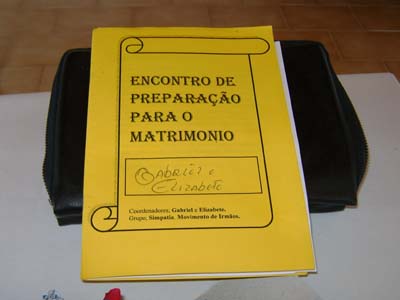 ENCONTRO DE
PREPARAÇÃO
PARA O
MATRIMONIO
GABRIEL e
ELIZABETE
Coordenadores, Gabriel e Elizabete,
Grupo, Simpatia. Movimento de Irmãos.